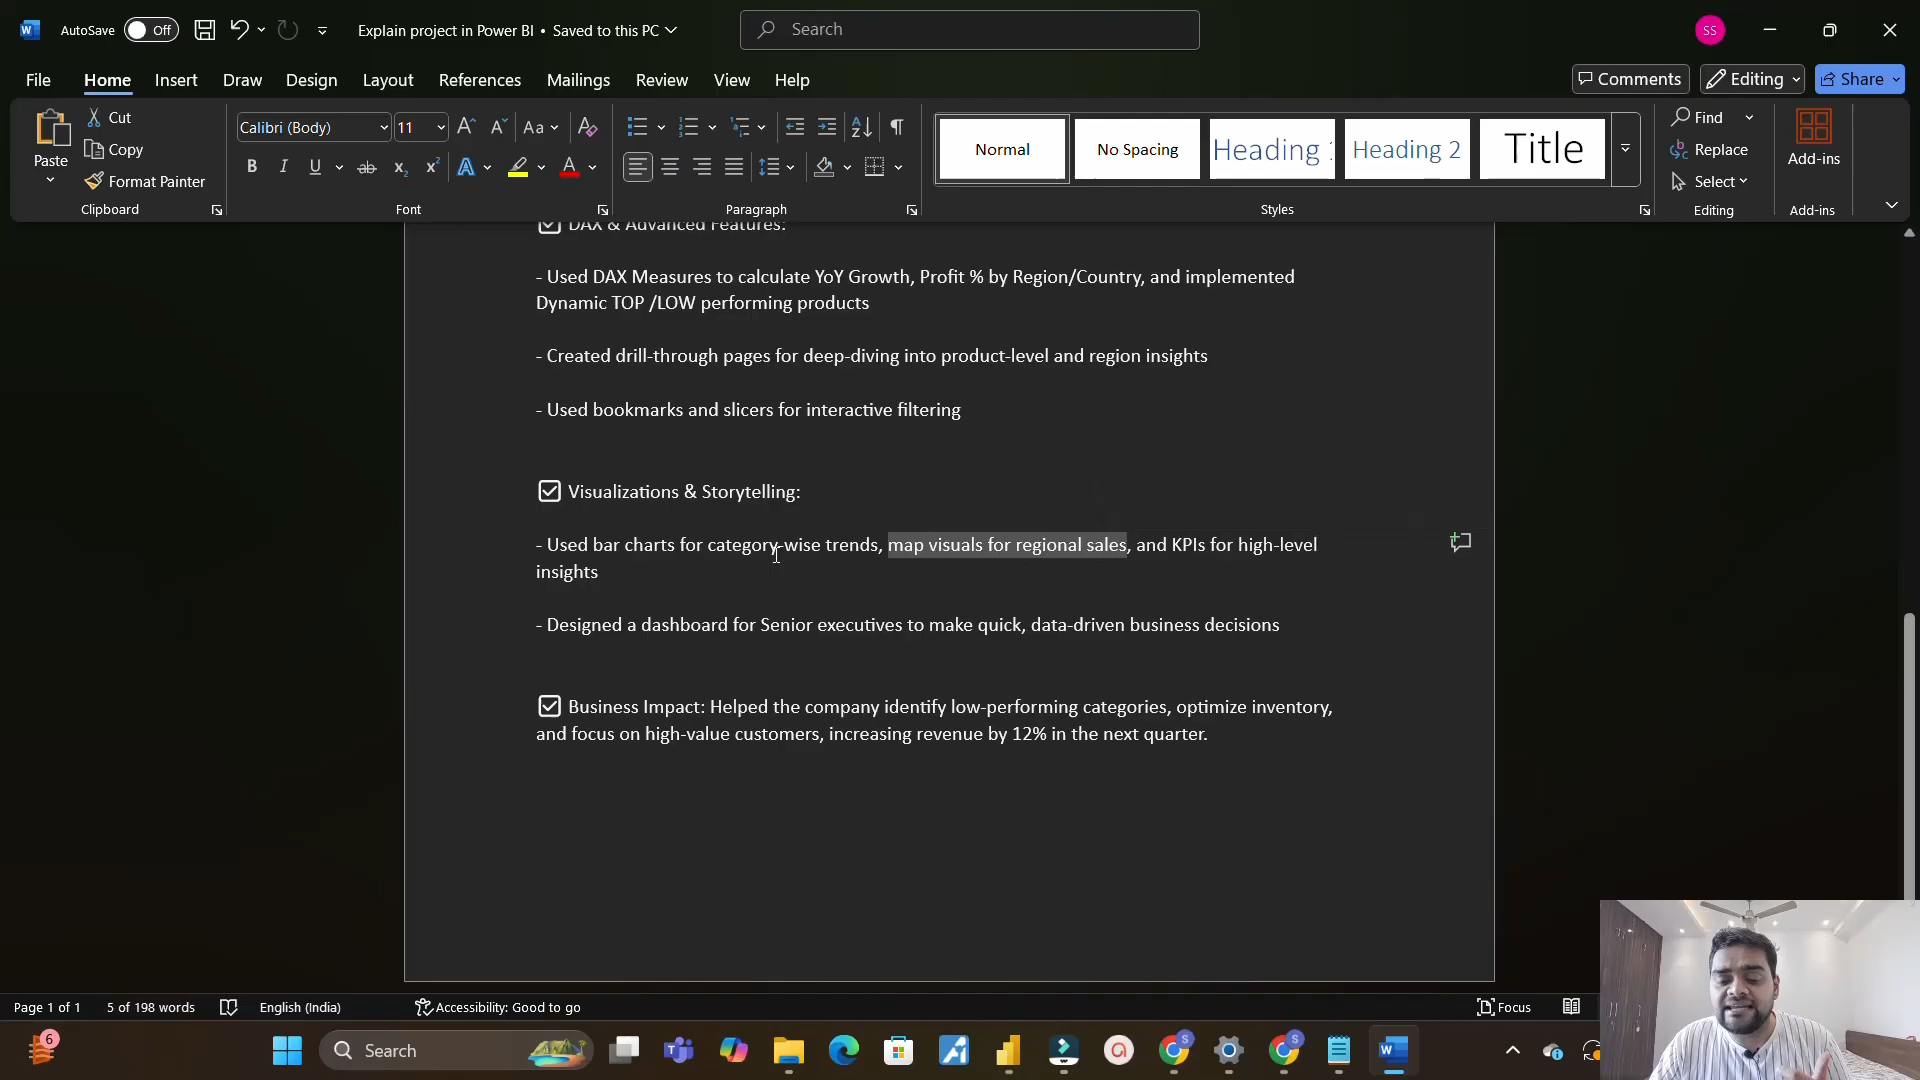 AutoSave Off Explain project in Power BI • Saved to this PC Search SS
File Home Insert Draw Design Layout References Mailings Review View Help Comments Editing Share
Paste Cut Copy Format Painter
Calibri (Body) 11
Normal No Spacing Heading 1 Heading 2 Title
Find Replace Select
Add-ins
Clipboard Font Paragraph Styles Editing Add-ins
DAX & Advanced Features:
- Used DAX Measures to calculate YoY Growth, Profit % by Region/Country, and implemented
Dynamic TOP /LOW performing products
- Created drill-through pages for deep-diving into product-level and region insights
- Used bookmarks and slicers for interactive filtering
Visualizations & Storytelling:
- Used bar charts for category-wise trends, map visuals for regional sales, and KPIs for high-level
insights
- Designed a dashboard for Senior executives to make quick, data-driven business decisions
Business Impact: Helped the company identify low-performing categories, optimize inventory,
and focus on high-value customers, increasing revenue by 12% in the next quarter.
Page 1 of 1 5 of 198 words English (India) Accessibility: Good to go Focus
6 Search